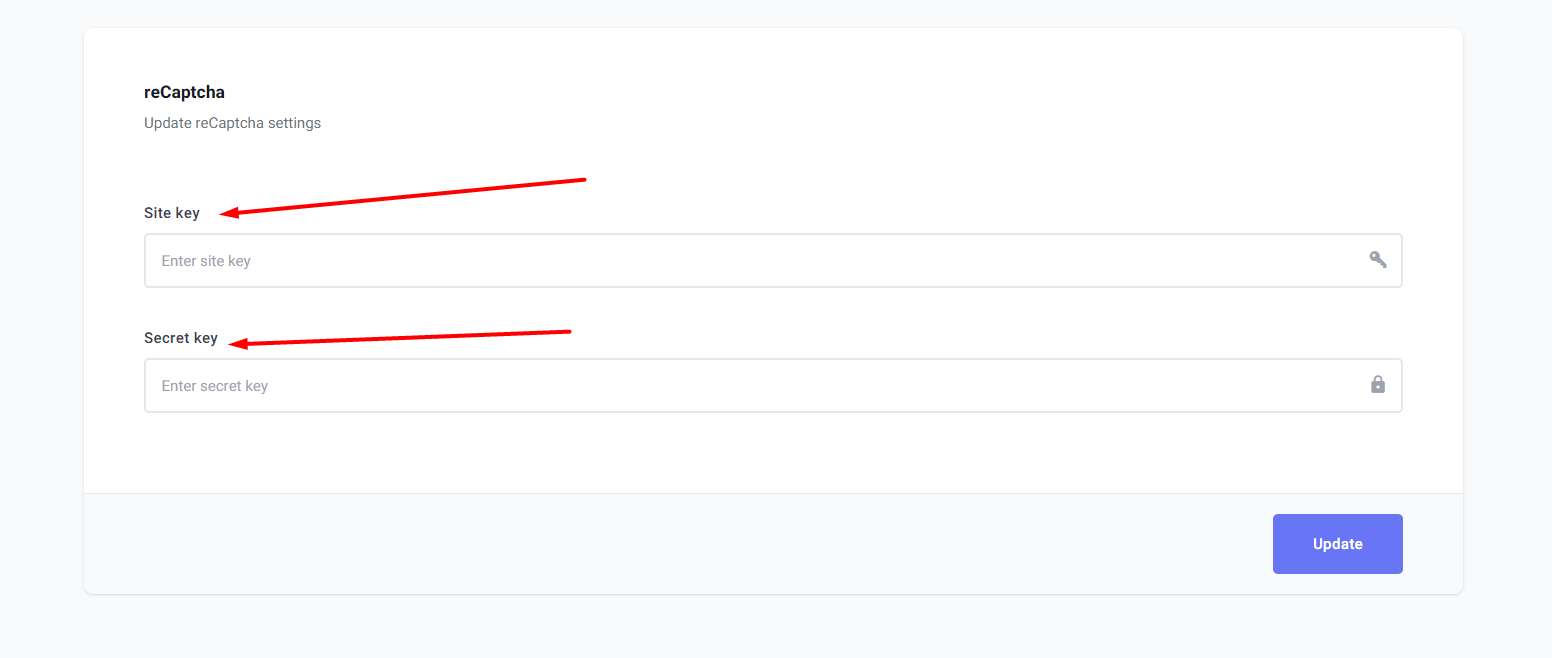 reCaptcha
Update reCaptcha settings
Site key
Enter site key
Secret key
Enter secret key
Update